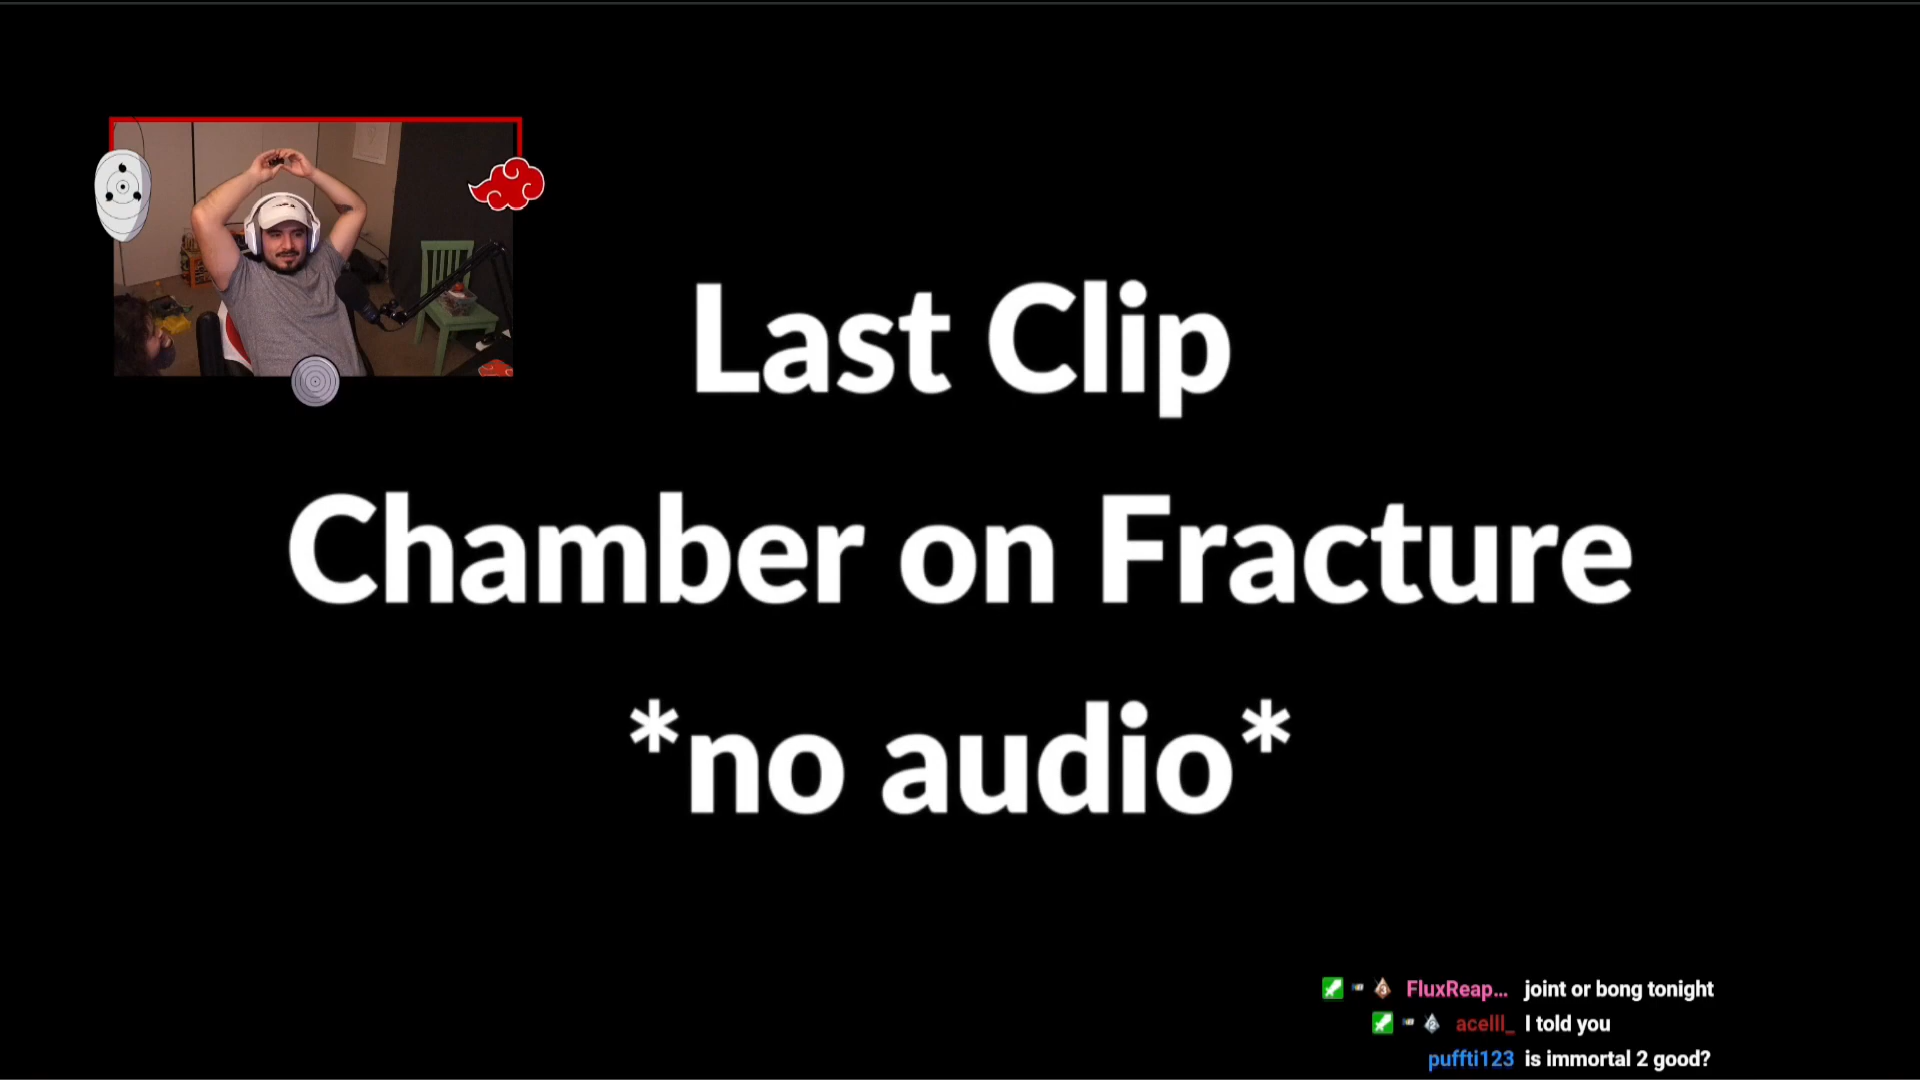 Last Clip
Chamber on Fracture
*no audio*
FluxReap... joint or bong tonight
acelll_ I told you
puffti123 is immortal 2 good?